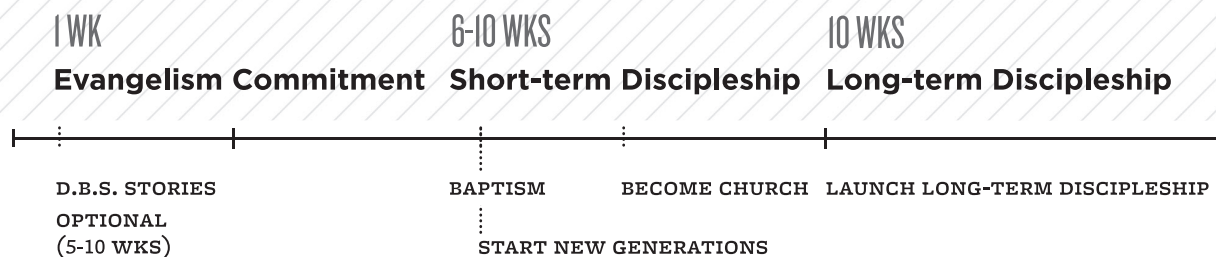 1 WK 6-10 WKS 10 WKS
Evangelism Commitment Short-term Discipleship Long-term Discipleship
D.B.S. STORIES BAPTISM BECOME CHURCH LAUNCH LONG-TERM DISCIPLESHIP
OPTIONAL
(5-10 WKS) START NEW GENERATIONS